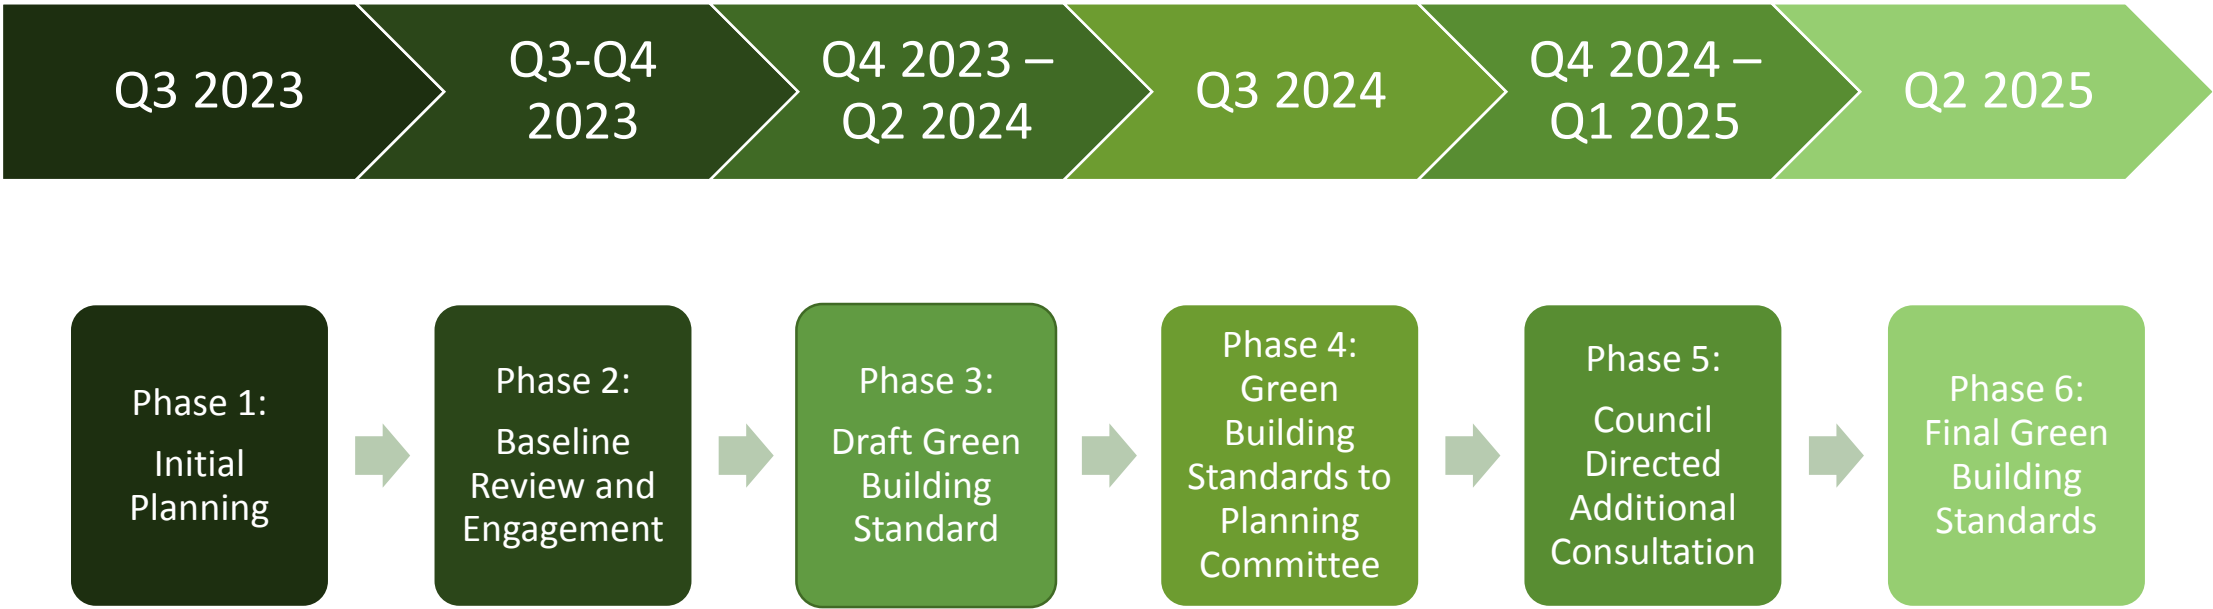 Q3 2023
Q3-Q4
2023
Q4 2023 –
Q2 2024
Q3 2024
Q4 2024 –
Q1 2025
Q2 2025
Phase 1:
Initial
Planning
Phase 2:
Baseline
Review and
Engagement
Phase 3:
Draft Green
Building
Standard
Phase 4:
Green
Building
Standards to
Planning
Committee
Phase 5:
Council
Directed
Additional
Consultation
Phase 6:
Final Green
Building
Standards